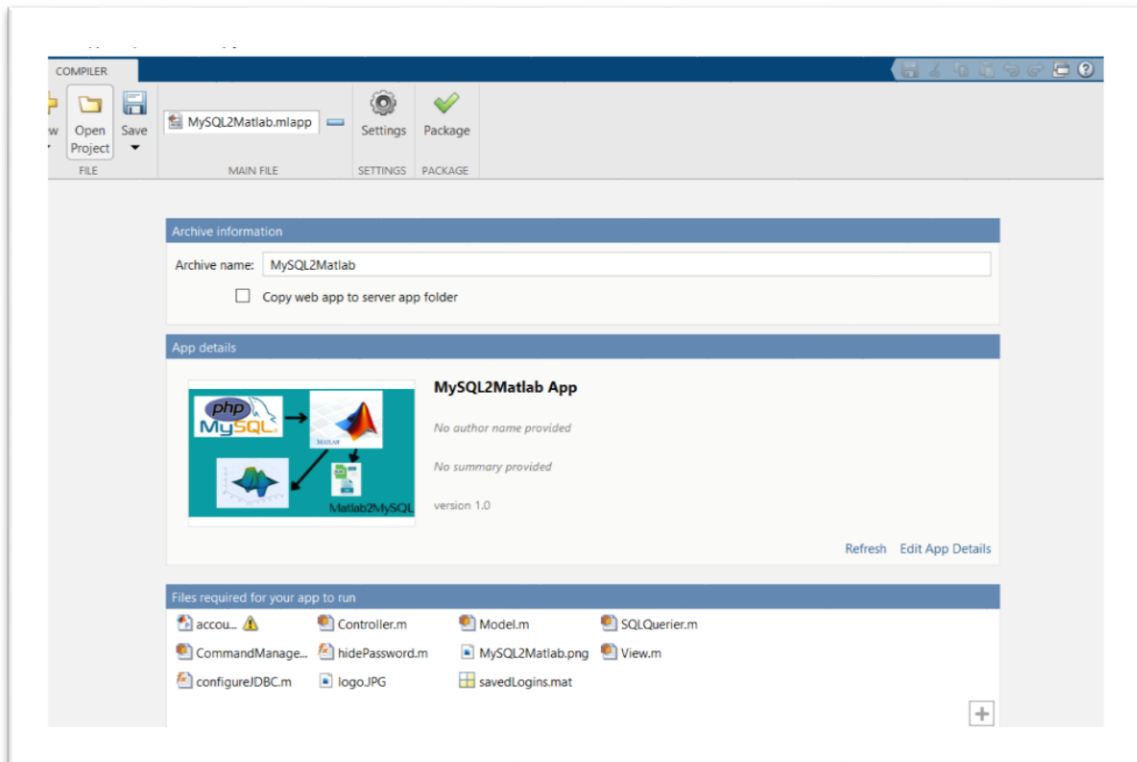 COMPILER
w
Open
Project
Save
MySQL2Matlab.mlapp
Settings
Package
FILE
MAIN FILE
SETTINGS
PACKAGE
Archive information
Archive name: MySQL2Matlab
Copy web app to server app folder
App details
php
MySQL
MATLAB
Matlab2MySQL
MySQL2Matlab App
No author name provided
No summary provided
version 1.0
Refresh Edit App Details
Files required for your app to run
accou... Controller.m Model.m SQLQuerier.m
CommandManage... hidePassword.m MySQL2Matlab.png View.m
configureJDBC.m logo.JPG savedLogins.mat